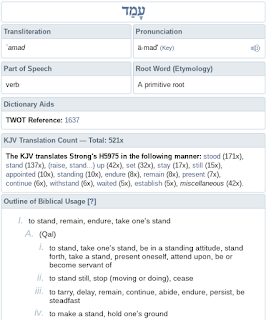 עָמַד
Transliteration Pronunciation
ʻamad ä·mad' (Key)
Part of Speech Root Word (Etymology)
verb A primitive root
Dictionary Aids
TWOT Reference: 1637
KJV Translation Count — Total: 521x
The KJV translates Strong's H5975 in the following manner: stood (171x),
stand (137x), (raise, stand...) up (42x), set (32x), stay (17x), still (15x),
appointed (10x), standing (10x), endure (8x), remain (8x), present (7x),
continue (6x), withstand (6x), waited (5x), establish (5x), miscellaneous (42x).
Outline of Biblical Usage [?]
I. to stand, remain, endure, take one's stand
A. (Qal)
i. to stand, take one's stand, be in a standing attitude, stand
forth, take a stand, present oneself, attend upon, be or
become servant of
ii. to stand still, stop (moving or doing), cease
iii. to tarry, delay, remain, continue, abide, endure, persist, be
steadfast
iv. to make a stand, hold one's ground